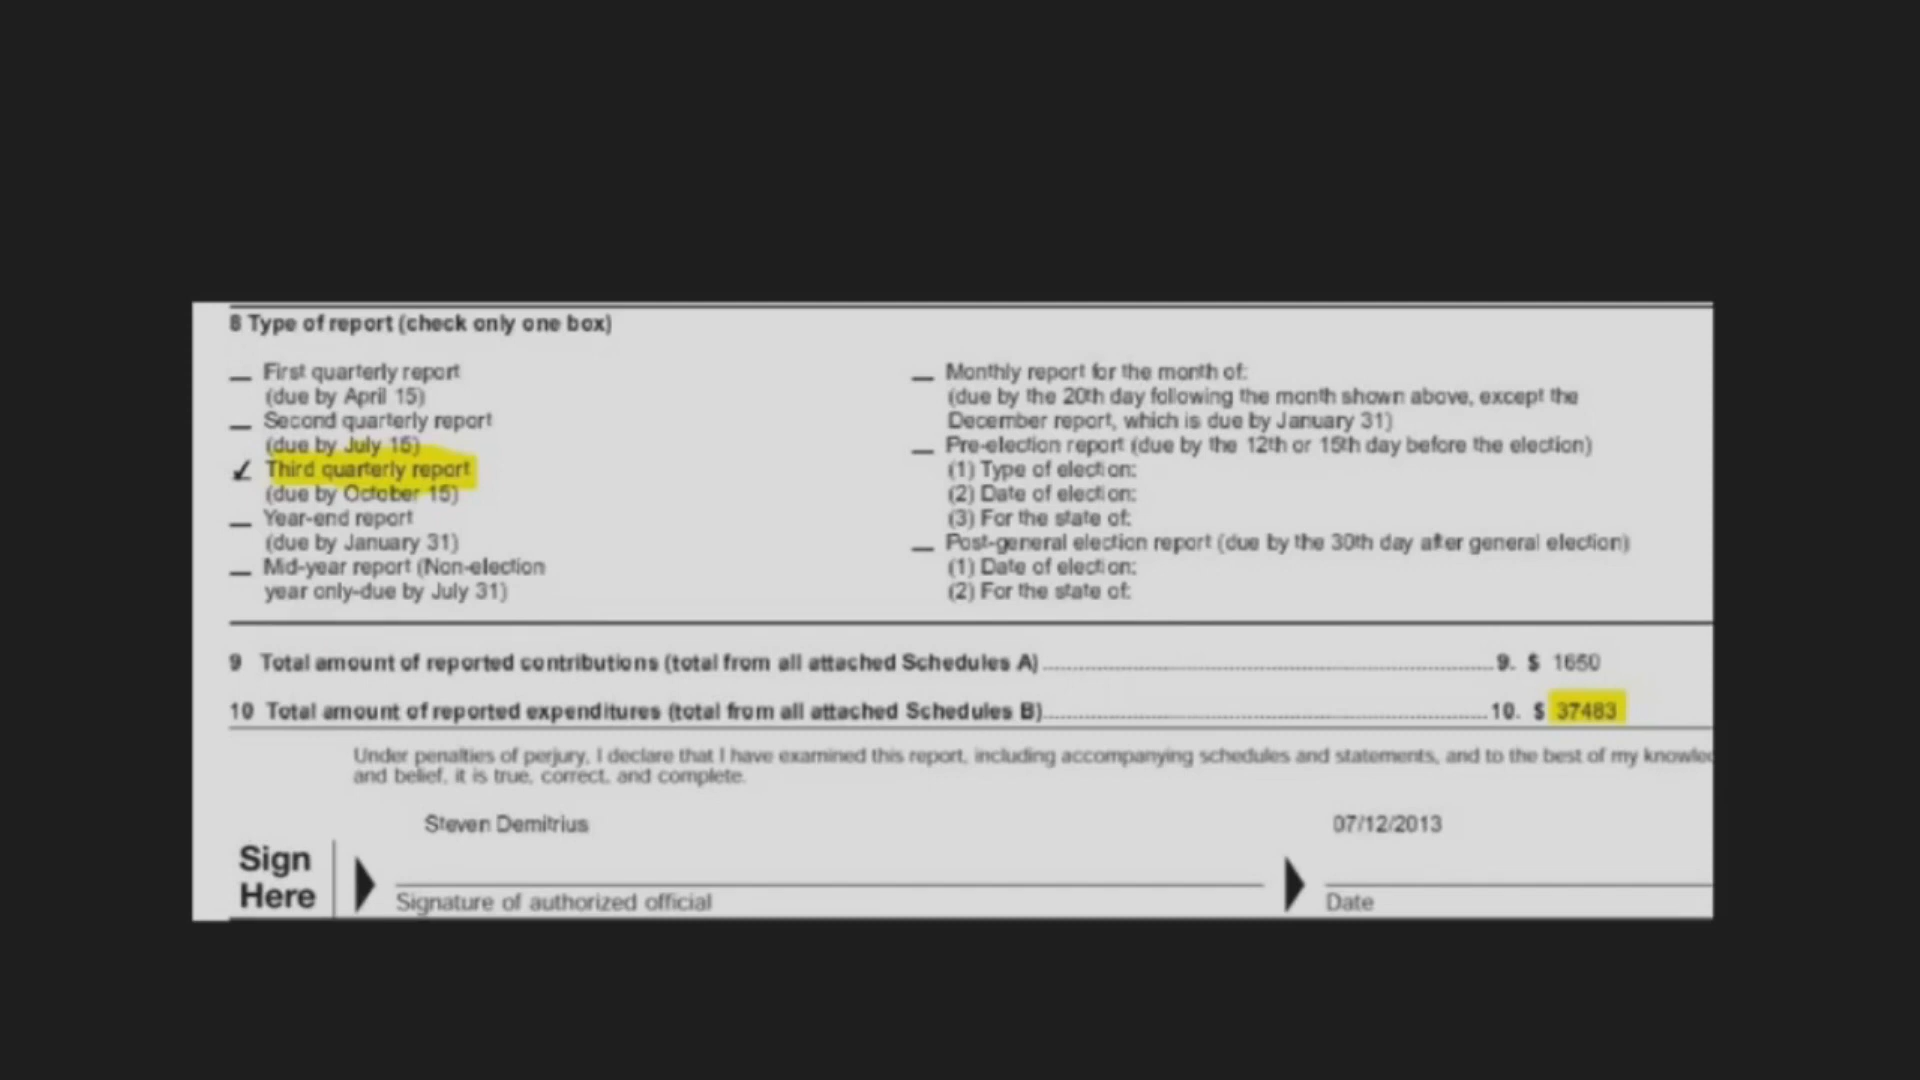 8 Type of report (check only one box)
First quarterly report
(due by April 15)
Second quarterly report
(due by July 15)
Third quarterly report
(due by October 15)
Year-end report
(due by January 31)
Mid-year report (Non-election
year only-due by July 31)
Monthly report for the month of:
(due by the 20th day following the month shown above, except the
December report, which is due by January 31)
Pre-election report (due by the 12th or 15th day before the election)
(1) Type of election:
(2) Date of election:
(3) For the state of:
Post-general election report (due by the 30th day after general election)
(1) Date of election:
(2) For the state of:
9 Total amount of reported contributions (total from all attached Schedules A) 9. $ 1650
10 Total amount of reported expenditures (total from all attached Schedules B) 10. $ 37483
Under penalties of perjury, I declare that I have examined this report, including accompanying schedules and statements, and to the best of my knowled
and belief, it is true, correct, and complete.
Steven Demitrius 07/12/2013
Sign
Here
Signature of authorized official Date